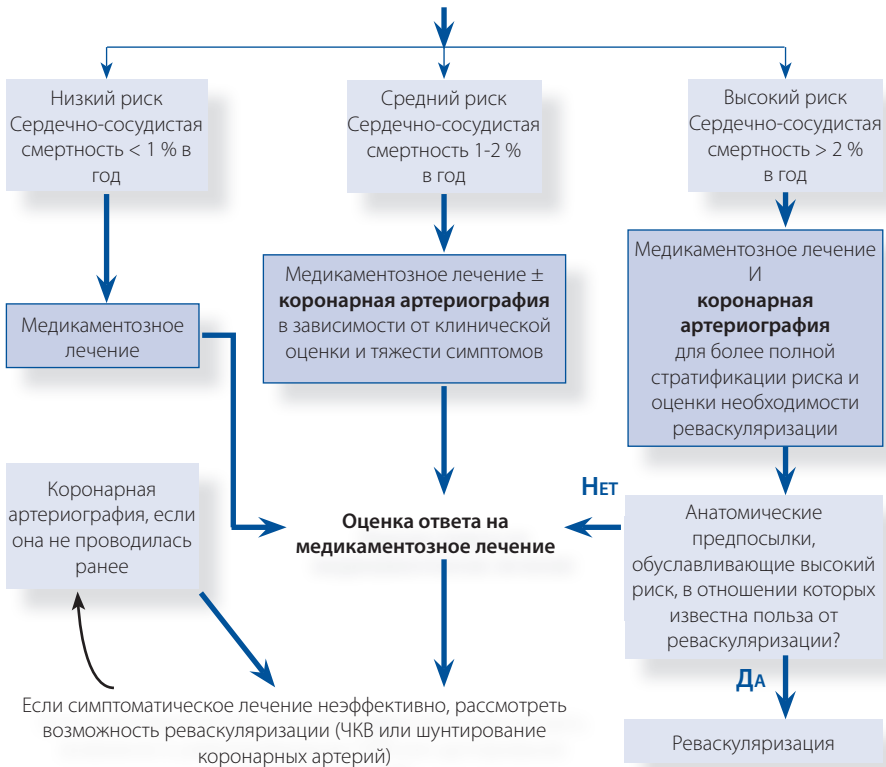 Низкий риск
Сердечно-сосудистая
смертность < 1 % в
год
Средний риск
Сердечно-сосудистая
смертность 1-2 %
в год
Высокий риск
Сердечно-сосудистая
смертность > 2 %
в год
Медикаментозное
лечение
Медикаментозное лечение ±
коронарная артериография
в зависимости от клинической
оценки и тяжести симптомов
Медикаментозное лечение
И
коронарная
артериография
для более полной
стратификации риска и
оценки необходимости
реваскуляризации
Коронарная
артериография, если
она не проводилась
ранее
Оценка ответа на
медикаментозное лечение
Нет
Анатомические
предпосылки,
обуславливающие высокий
риск, в отношении которых
известна польза от
реваскуляризации?
Да
Если симптоматическое лечение неэффективно, рассмотреть
возможность реваскуляризации (ЧКВ или шунтирование
коронарных артерий)
Реваскуляризация